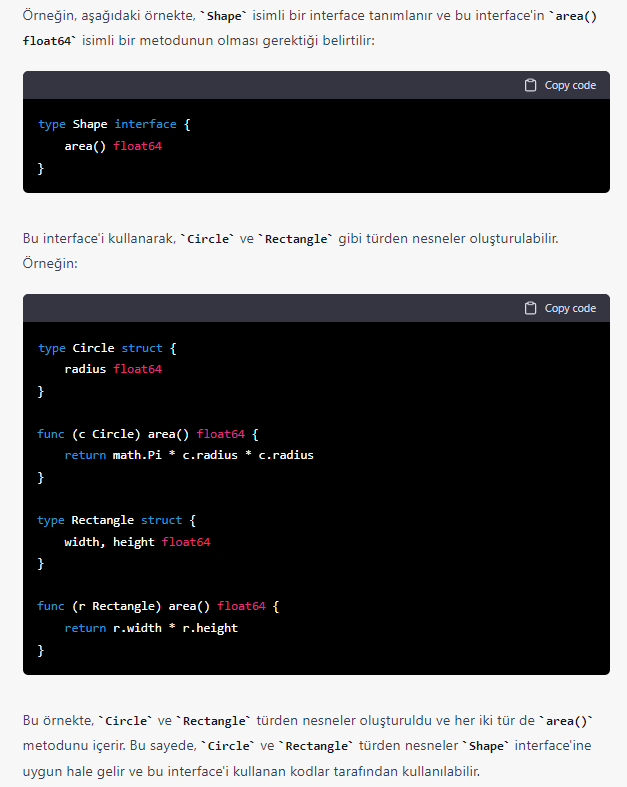 Örneğin, aşağıdaki örnekte, `Shape` isimli bir interface tanımlanır ve bu interface'in `area()
float64` isimli bir metodunun olması gerektiği belirtilir:
Copy code
type Shape interface {
    area() float64
}
Bu interface'i kullanarak, `Circle` ve `Rectangle` gibi türden nesneler oluşturulabilir.
Örneğin:
Copy code
type Circle struct {
    radius float64
}
func (c Circle) area() float64 {
    return math.Pi * c.radius * c.radius
}
type Rectangle struct {
    width, height float64
}
func (r Rectangle) area() float64 {
    return r.width * r.height
}
Bu örnekte, `Circle` ve `Rectangle` türden nesneler oluşturuldu ve her iki tür de `area()`
metodunu içerir. Bu sayede, `Circle` ve `Rectangle` türden nesneler `Shape` interface'ine
uygun hale gelir ve bu interface'i kullanan kodlar tarafından kullanılabilir.